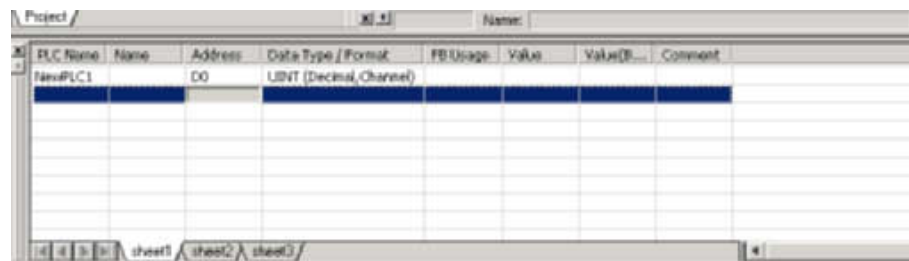 Project
Name:
PLC Name Name Address Data Type / Format FB Usage Value Value(B... Comment
NewPLC1 D0 UINT (Decimal,Channel)
sheet1 sheet2 sheet3